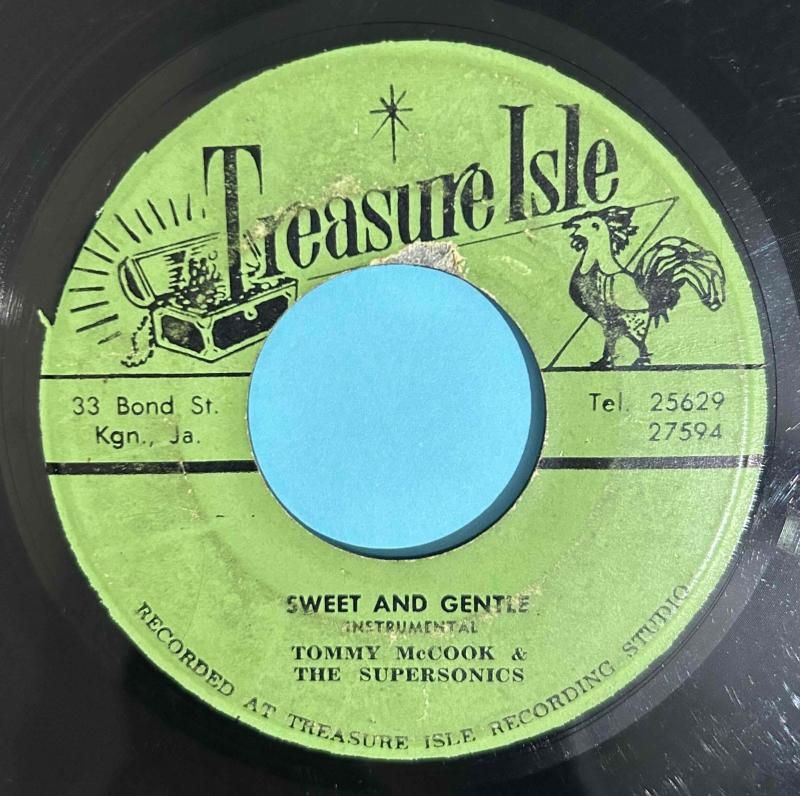 Treasure Isle
33 Bond St.
Kgn., Ja.
Tel. 25629
27594
SWEET AND GENTLE
INSTRUMENTAL
TOMMY McCOOK &
THE SUPERSONICS
RECORDED AT TREASURE ISLE RECORDING STUDIO